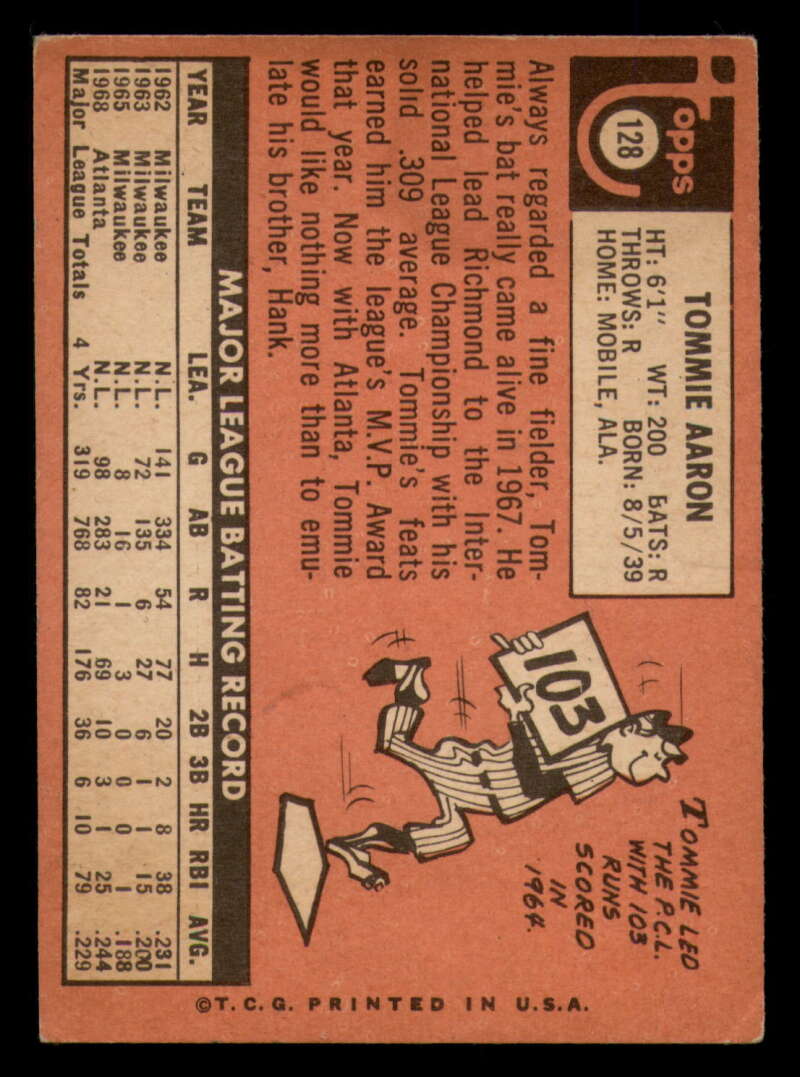 Topps
128
TOMMIE AARON
HT: 6'1" WT: 200 BATS: R
THROWS: R BORN: 8/5/39
HOME: MOBILE, ALA.
Always regarded a fine fielder, Tom-
mie's bat really came alive in 1967. He
helped lead Richmond to the Inter-
national League Championship with his
solid .309 average. Tommie's feats
earned him the league's M.V.P. Award
that year. Now with Atlanta, Tommie
would like nothing more than to emu-
late his brother, Hank.
103
TOMMIE LED
THE P.C.L.
WITH 103
RUNS
SCORED
IN
1964.
MAJOR LEAGUE BATTING RECORD
YEAR TEAM LEA. G AB R H 2B 3B HR RBI AVG.
1962 Milwaukee N.L. 141 334 54 77 20 2 8 38 .231
1963 Milwaukee N.L. 72 135 6 27 6 1 1 15 .200
1965 Milwaukee N.L. 8 16 1 3 0 0 0 1 .188
1968 Atlanta N.L. 98 283 21 69 10 3 1 25 .244
Major League Totals 4 Yrs. 319 768 82 176 36 6 10 79 .229
©T.C.G. PRINTED IN U.S.A.